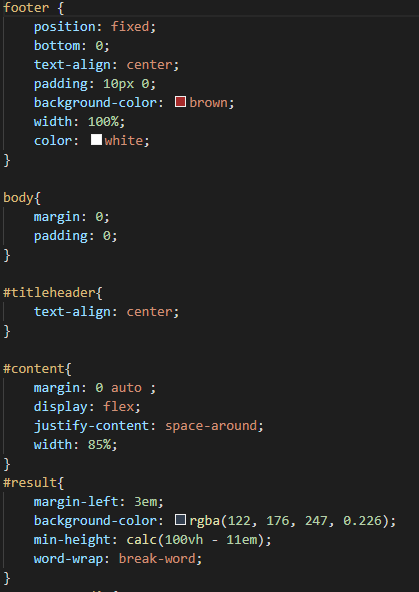 footer {
    position: fixed;
    bottom: 0;
    text-align: center;
    padding: 10px 0;
    background-color: brown;
    width: 100%;
    color: white;
}

body{
    margin: 0;
    padding: 0;
}

#titleheader{
    text-align: center;
}

#content{
    margin: 0 auto ;
    display: flex;
    justify-content: space-around;
    width: 85%;
}
#result{
    margin-left: 3em;
    background-color: rgba(122, 176, 247, 0.226);
    min-height: calc(100vh - 11em);
    word-wrap: break-word;
}